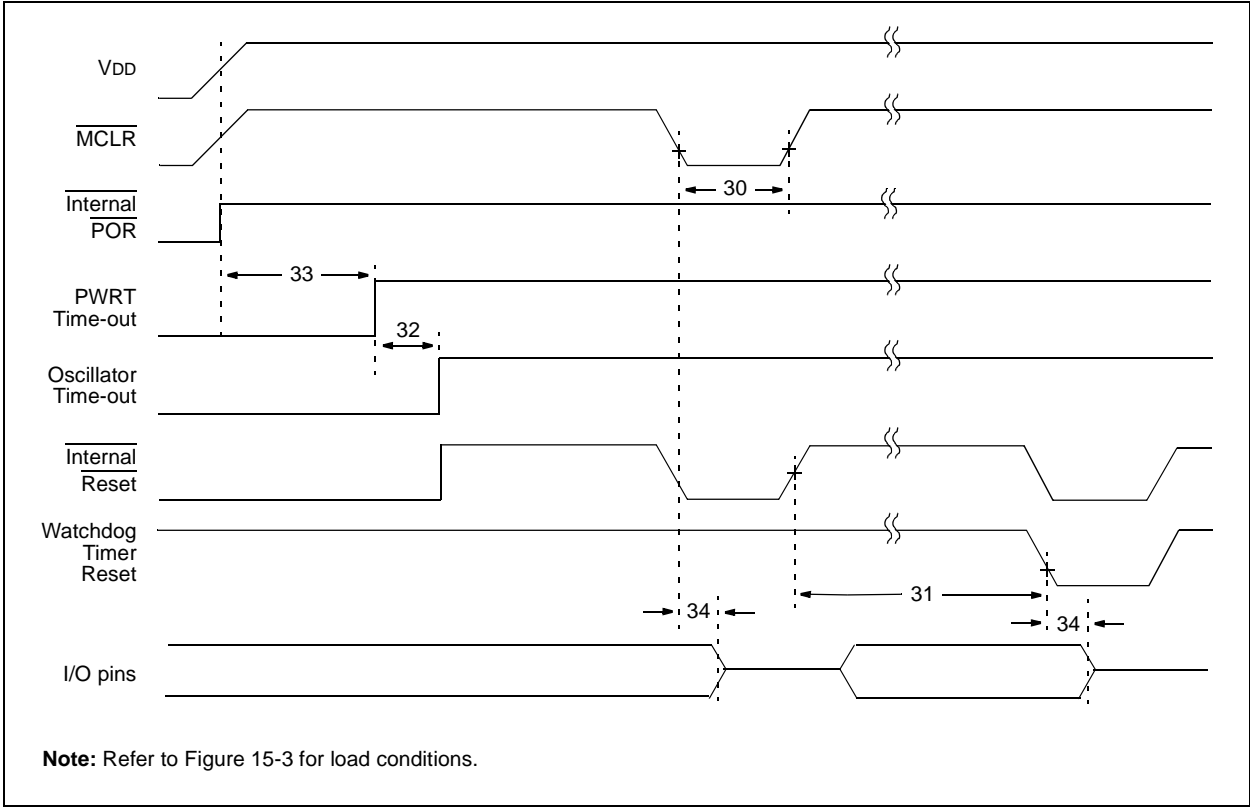 VDD
MCLR
Internal
POR
PWRT
Time-out
Oscillator
Time-out
Internal
Reset
Watchdog
Timer
Reset
I/O pins
30
33
32
31
34
34
Note: Refer to Figure 15-3 for load conditions.